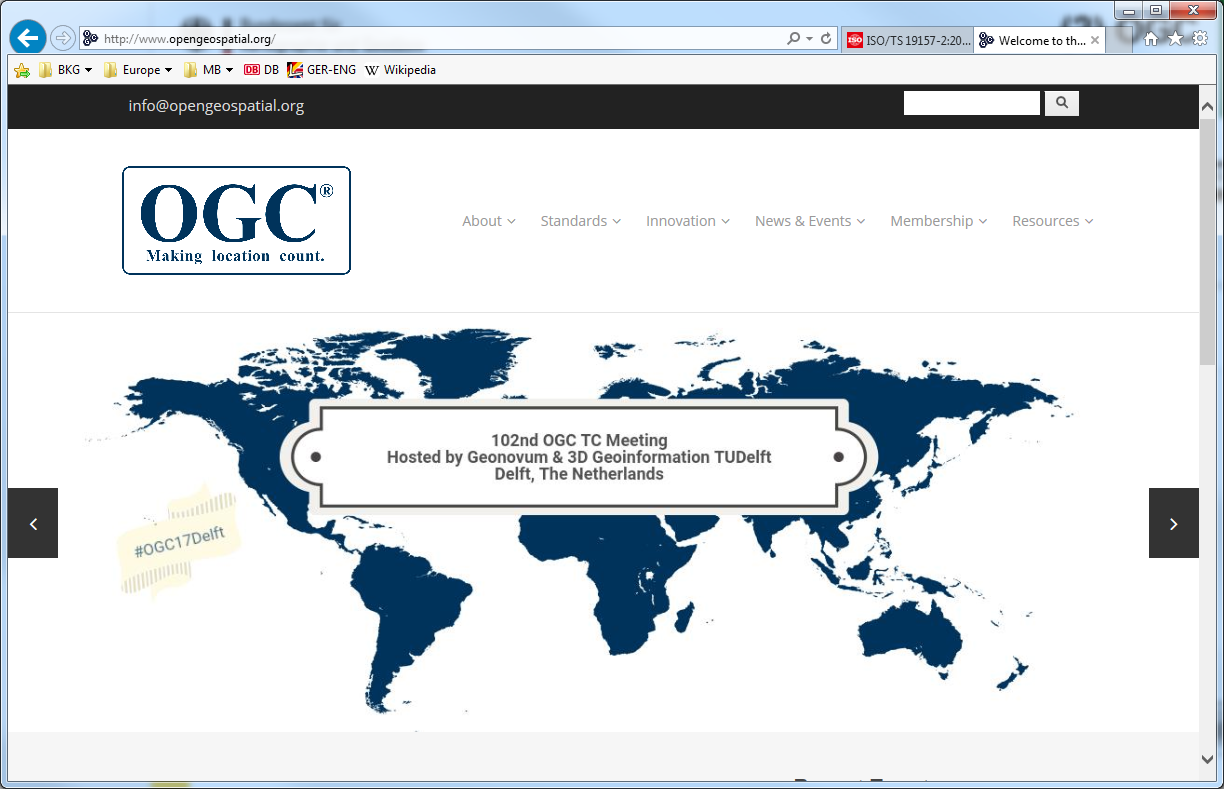 http://www.opengeospatial.org/
ISO ISO/TS 19157-2:20...
Welcome to th...
BKG Europe MB DB DB GER-ENG W Wikipedia
info@opengeospatial.org
OGC®
Making location count.
About Standards Innovation News & Events Membership Resources
102nd OGC TC Meeting
Hosted by Geonovum & 3D Geoinformation TUDelft
Delft, The Netherlands
#OGC17Delft